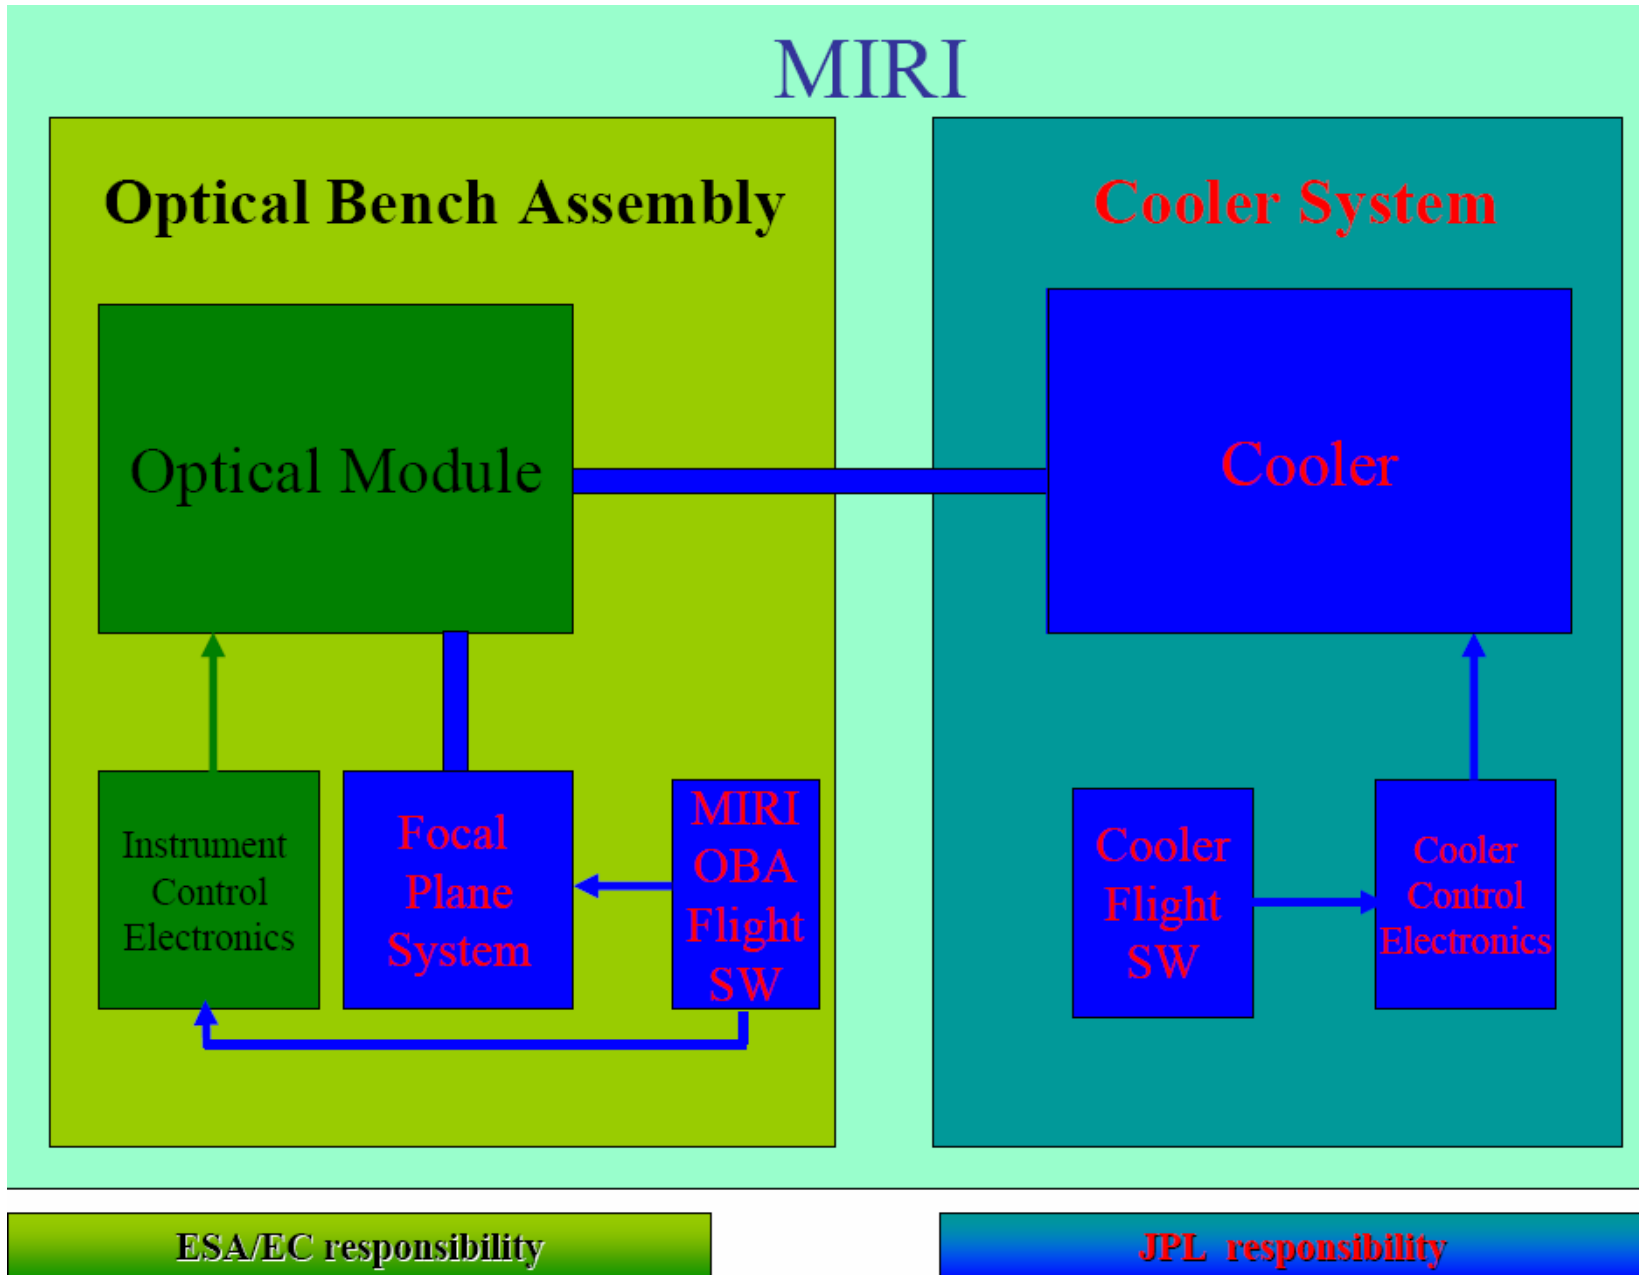 MIRI
Optical Bench Assembly
Cooler System
Optical Module
Cooler
Instrument
Control
Electronics
Focal
Plane
System
MIRI
OBA
Flight
SW
Cooler
Flight
SW
Cooler
Control
Electronics
ESA/EC responsibility
JPL responsibility